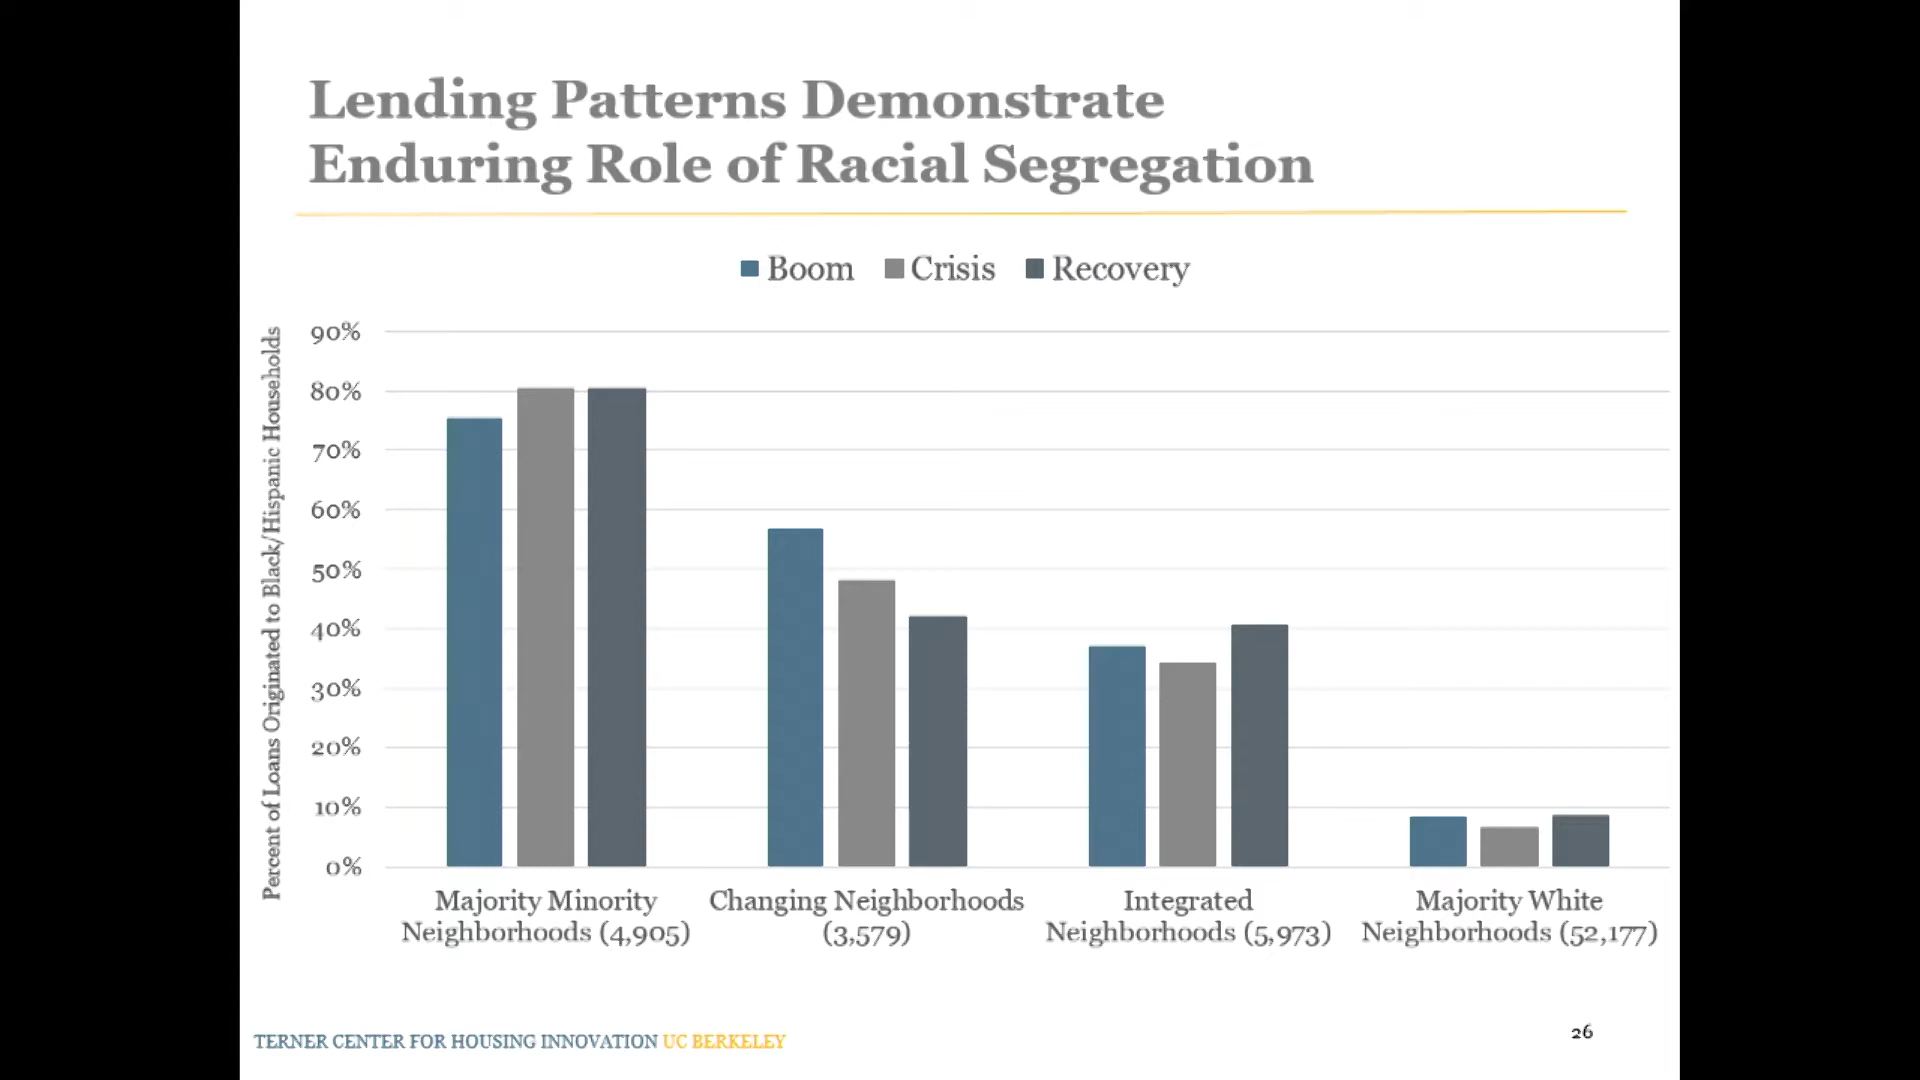 Lending Patterns Demonstrate
Enduring Role of Racial Segregation
Boom Crisis Recovery
Percent of Loans Originated to Black/Hispanic Households
90%
80%
70%
60%
50%
40%
30%
20%
10%
0%
Majority Minority
Neighborhoods (4,905)
Changing Neighborhoods
(3,579)
Integrated
Neighborhoods (5,973)
Majority White
Neighborhoods (52,177)
TERNER CENTER FOR HOUSING INNOVATION UC BERKELEY
26